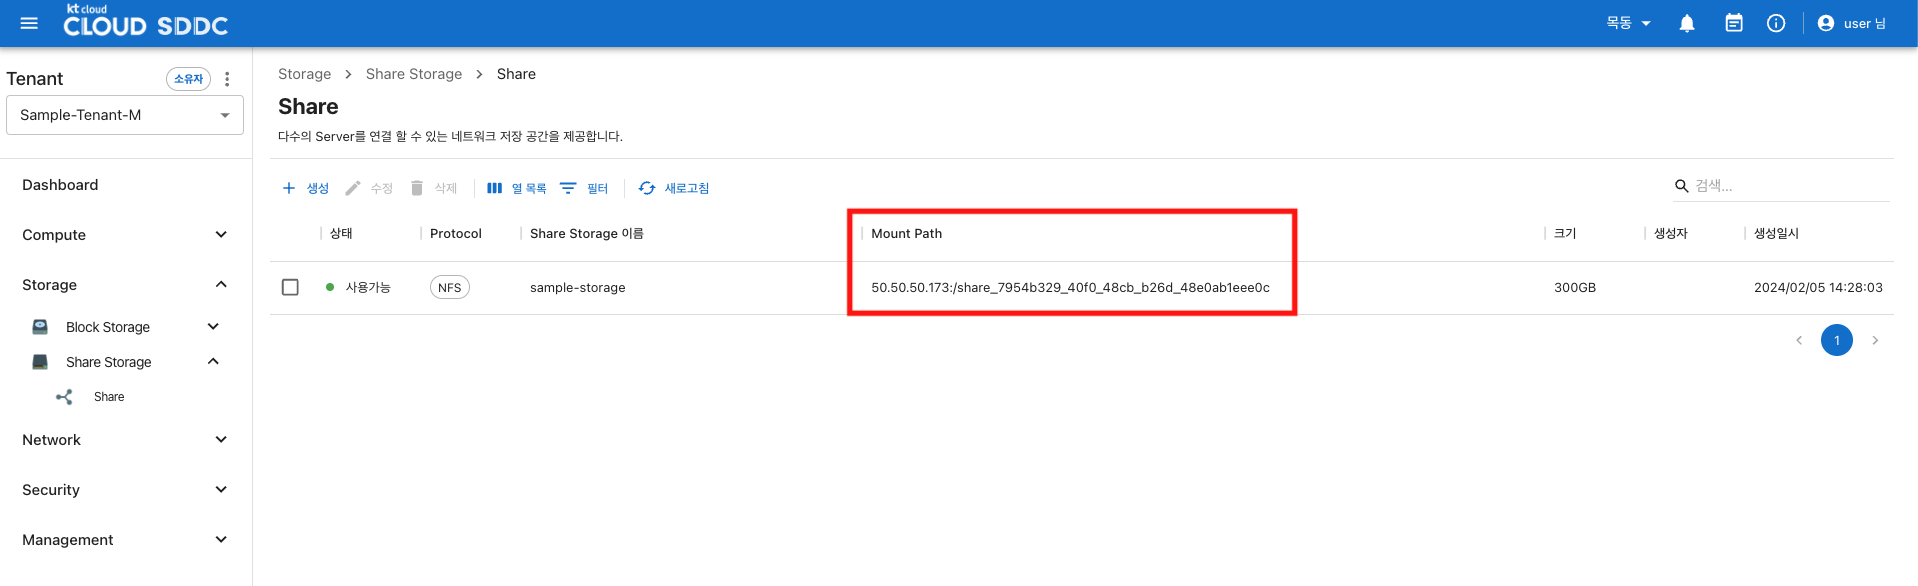 kt cloud
CLOUD SDDC
목동
user 님
Tenant
소유자
Sample-Tenant-M
Dashboard
Compute
Storage
Block Storage
Share Storage
Share
Network
Security
Management
Storage > Share Storage > Share
Share
다수의 Server를 연결 할 수 있는 네트워크 저장 공간을 제공합니다.
생성 수정 삭제 열 목록 필터 새로고침
검색...
상태 Protocol Share Storage 이름 Mount Path 크기 생성자 생성일시
사용가능 NFS sample-storage 50.50.50.173:/share_7954b329_40f0_48cb_b26d_48e0ab1eee0c 300GB 2024/02/05 14:28:03
1